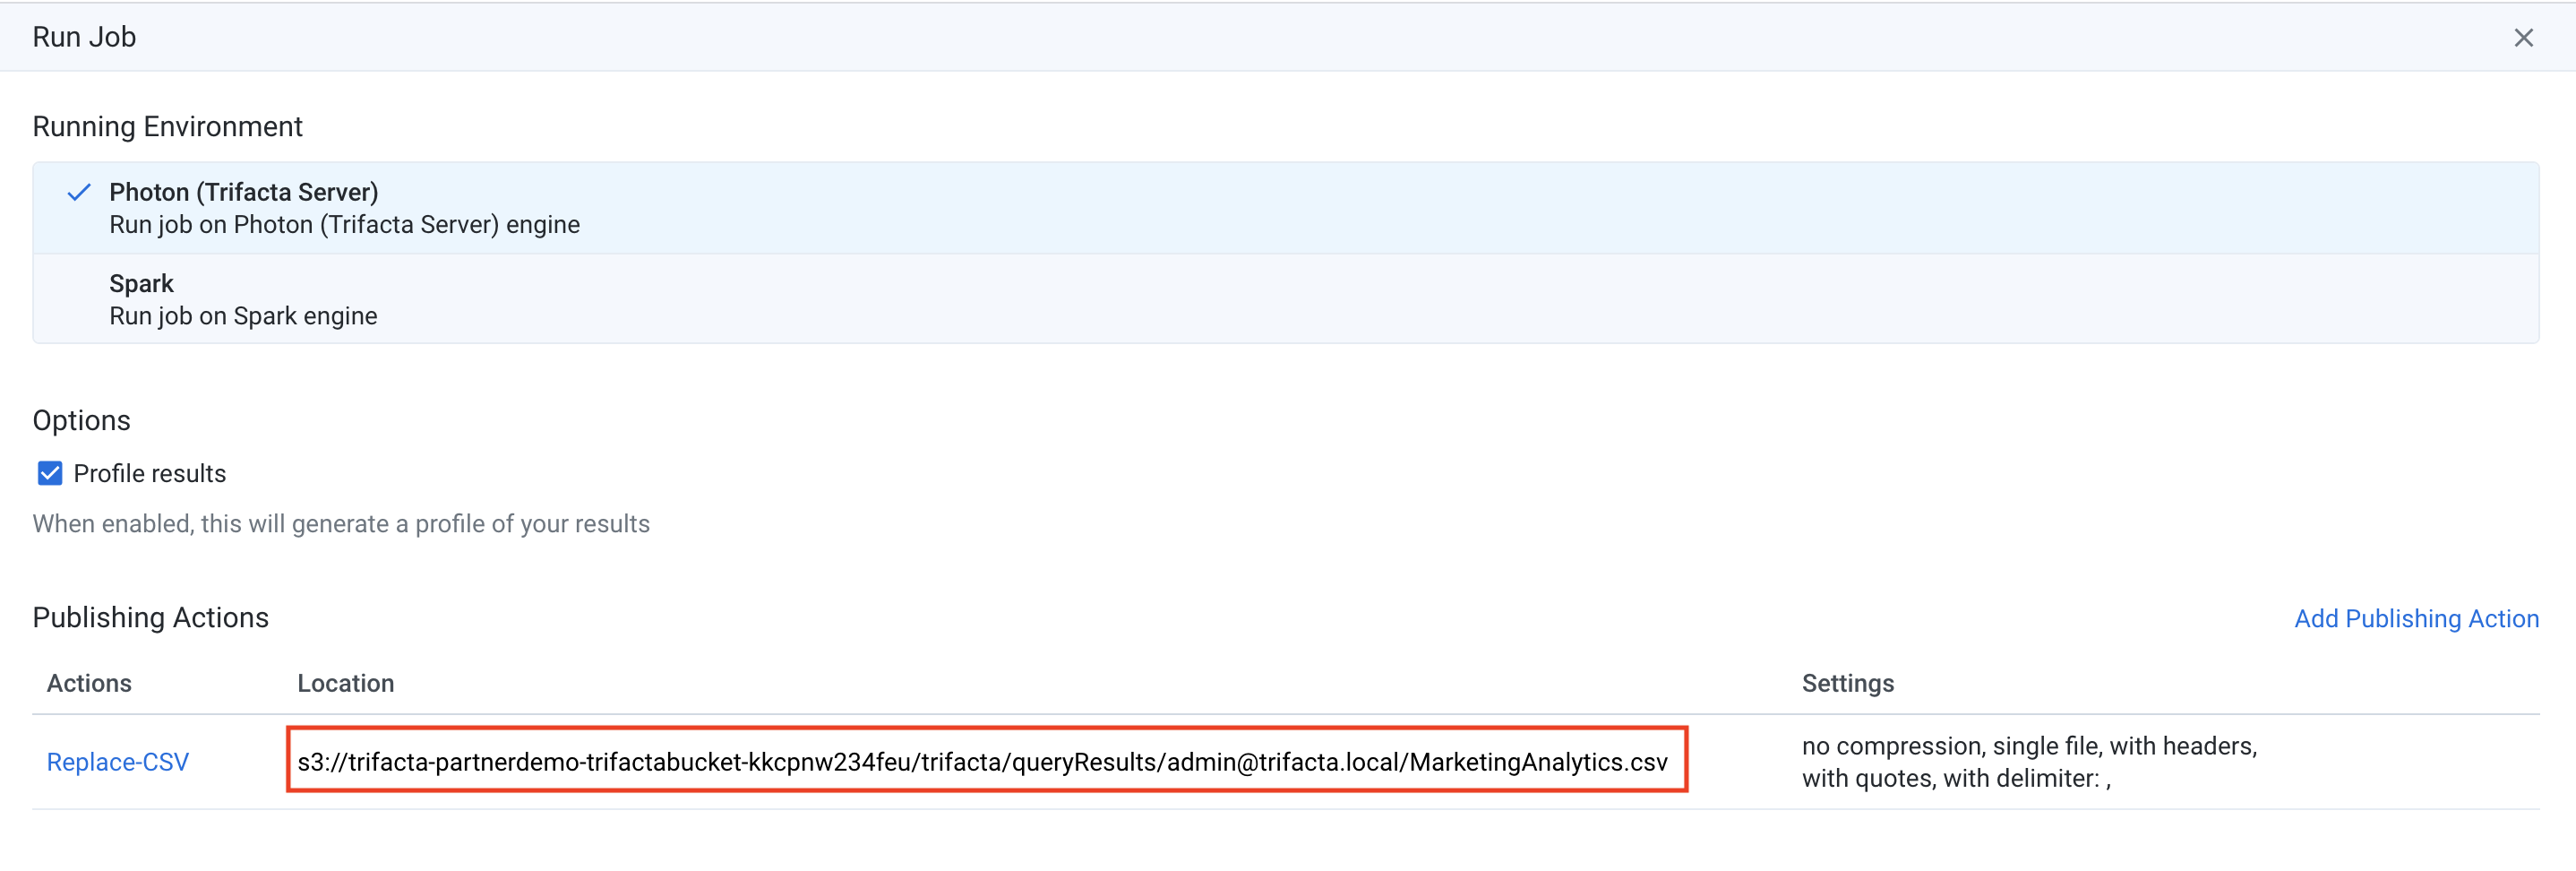 Run Job
Running Environment
Photon (Trifacta Server)
Run job on Photon (Trifacta Server) engine
Spark
Run job on Spark engine
Options
Profile results
When enabled, this will generate a profile of your results
Publishing Actions
Add Publishing Action
Actions
Location
Settings
Replace-CSV
s3://trifacta-partnerdemo-trifactabucket-kkcpnw234feu/trifacta/queryResults/admin@trifacta.local/MarketingAnalytics.csv
no compression, single file, with headers,
with quotes, with delimiter: ,